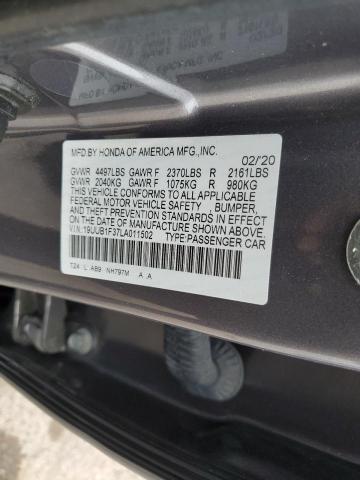 MFD.BY HONDA OF AMERICA MFG.,INC. 02/20
GVWR 4497LBS GAWR F 2370LBS R 2161LBS
GVWR 2040KG GAWR F 1075KG R 980KG
THIS VEHICLE CONFORMS TO ALL APPLICABLE
FEDERAL MOTOR VEHICLE SAFETY , BUMPER,
AND THEFT PREVENTION STANDARDS IN EFFECT
ON THE DATE OF MANUFACTURE SHOWN ABOVE.
V.I.N: 19UUB1F37LA011502 TYPE:PASSENGER CAR
T24 L AB9 NH797M A A